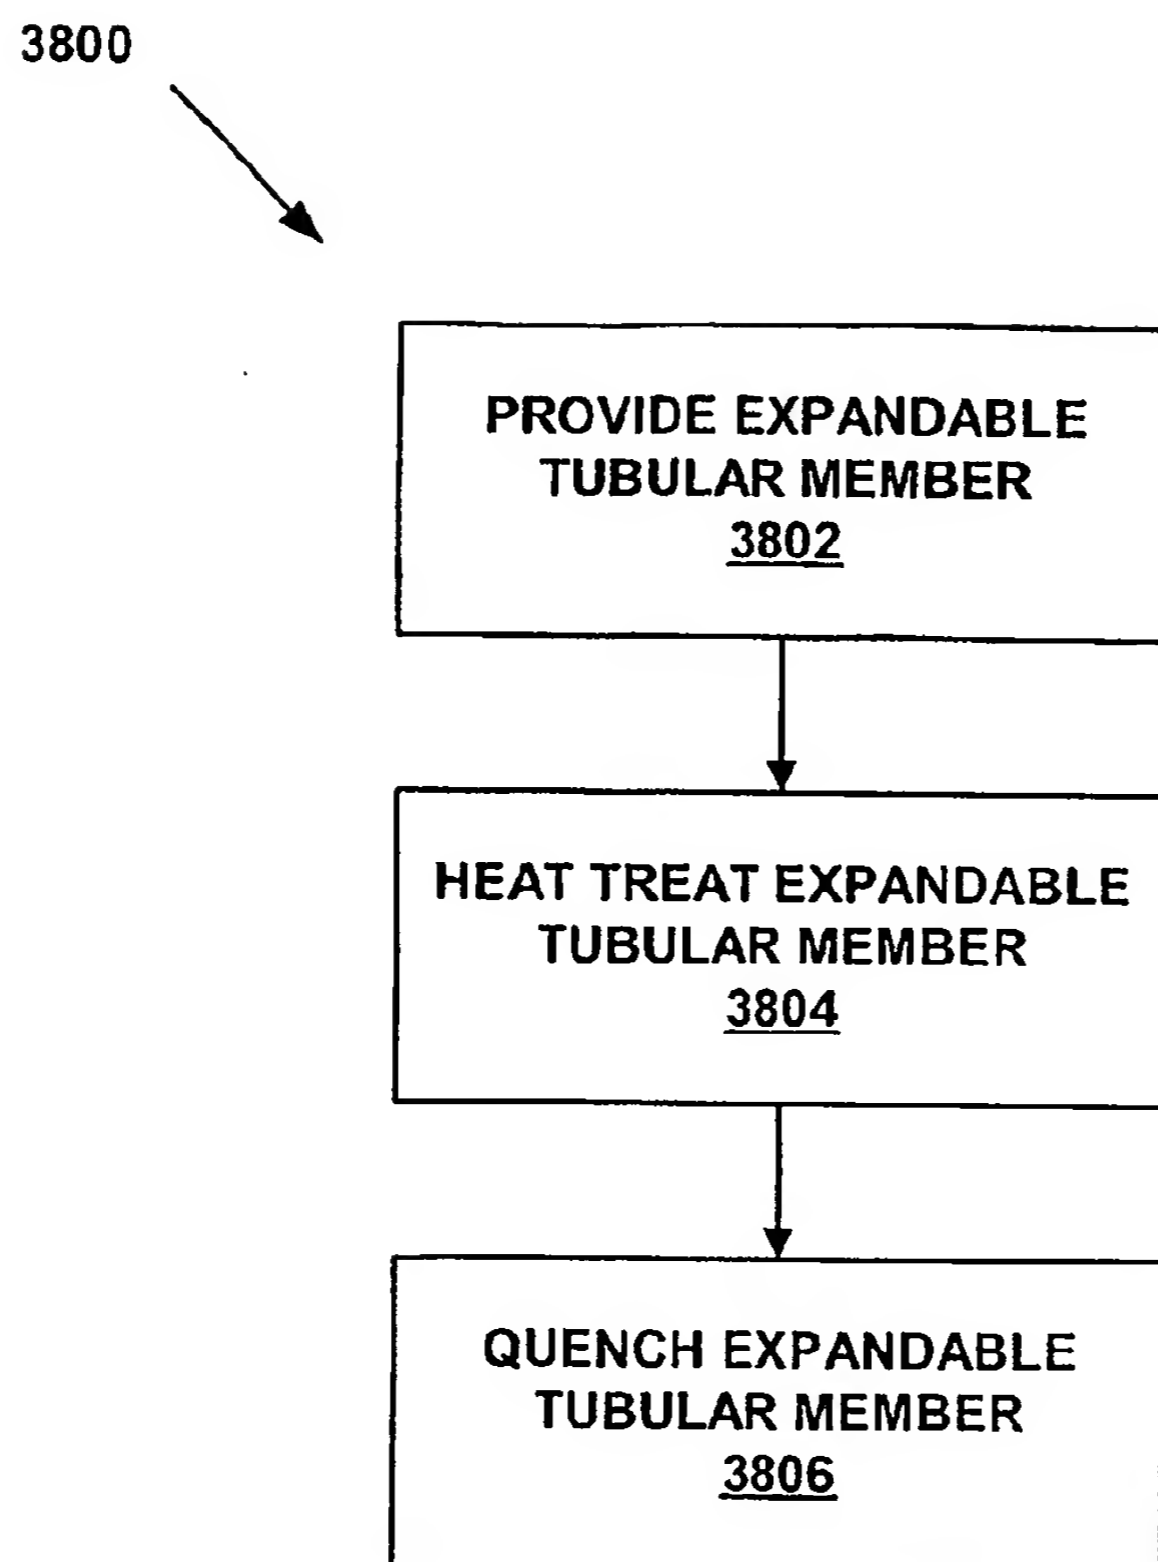 3800
PROVIDE EXPANDABLE
TUBULAR MEMBER
3802
HEAT TREAT EXPANDABLE
TUBULAR MEMBER
3804
QUENCH EXPANDABLE
TUBULAR MEMBER
3806